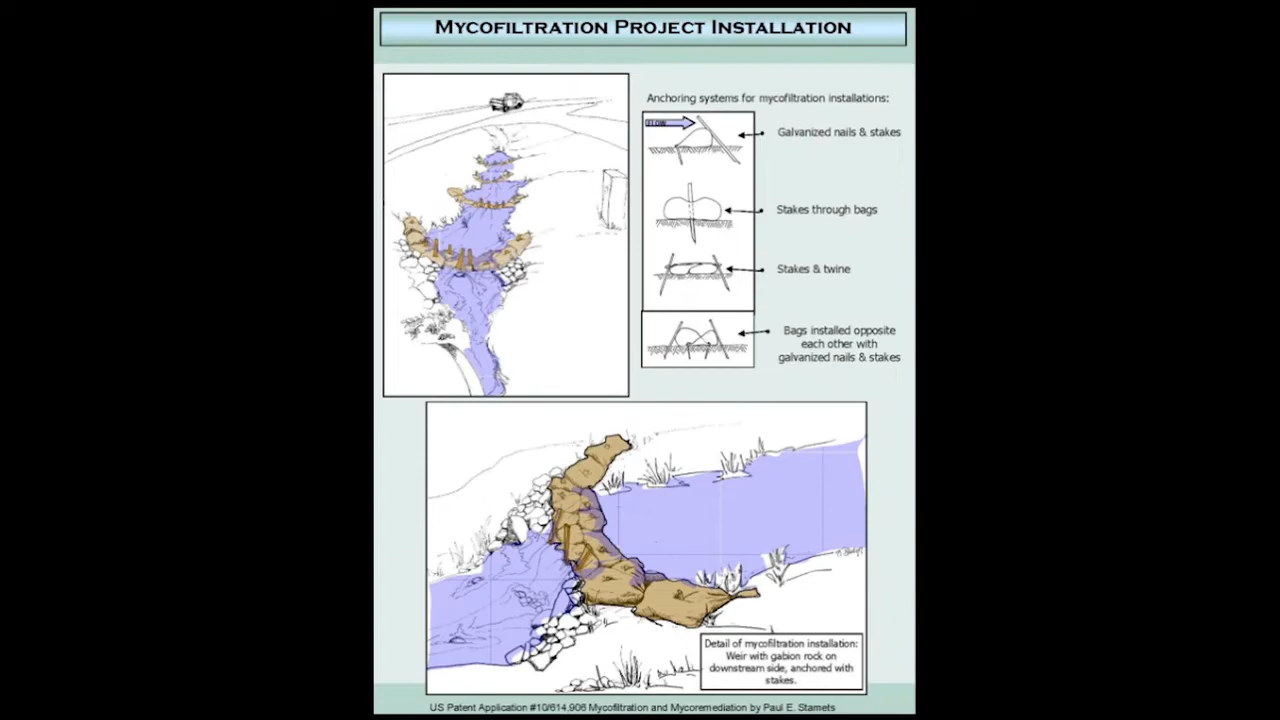 MYCOFILTRATION PROJECT INSTALLATION
Anchoring systems for mycofiltration installations:
FLOW
Galvanized nails & stakes
Stakes through bags
Stakes & twine
Bags installed opposite
each other with
galvanized nails & stakes
Detail of mycofiltration installation:
Weir with gabion rock on
downstream side, anchored with
stakes.
US Patent Application #10/614,906 Mycofiltration and Mycoremediation by Paul E. Stamets